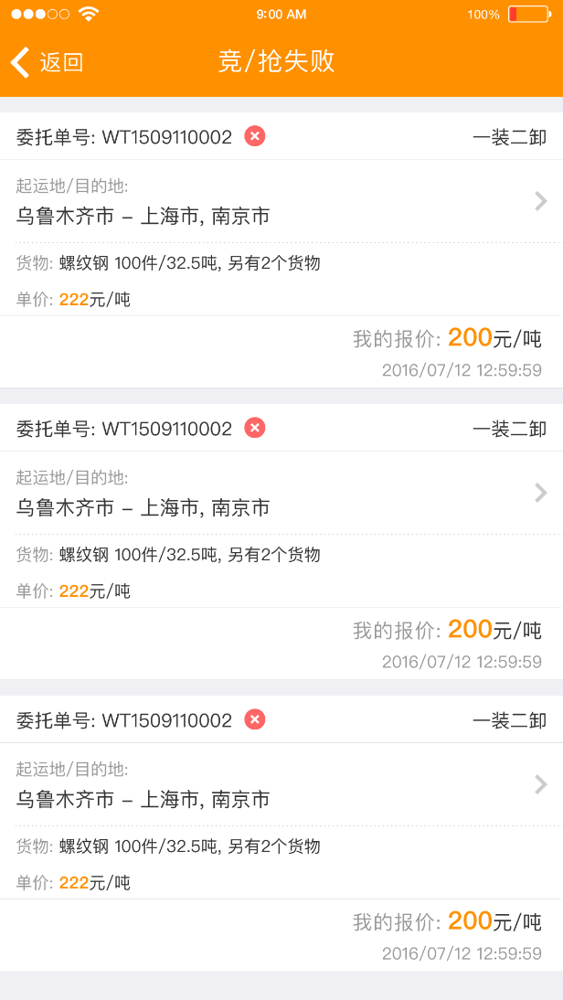 9:00 AM 100%
返回 竞/抢失败
委托单号: WT1509110002 一装二卸
起运地/目的地:
乌鲁木齐市 – 上海市, 南京市
货物: 螺纹钢 100件/32.5吨, 另有2个货物
单价: 222元/吨
我的报价: 200元/吨
2016/07/12 12:59:59
委托单号: WT1509110002 一装二卸
起运地/目的地:
乌鲁木齐市 – 上海市, 南京市
货物: 螺纹钢 100件/32.5吨, 另有2个货物
单价: 222元/吨
我的报价: 200元/吨
2016/07/12 12:59:59
委托单号: WT1509110002 一装二卸
起运地/目的地:
乌鲁木齐市 – 上海市, 南京市
货物: 螺纹钢 100件/32.5吨, 另有2个货物
单价: 222元/吨
我的报价: 200元/吨
2016/07/12 12:59:59